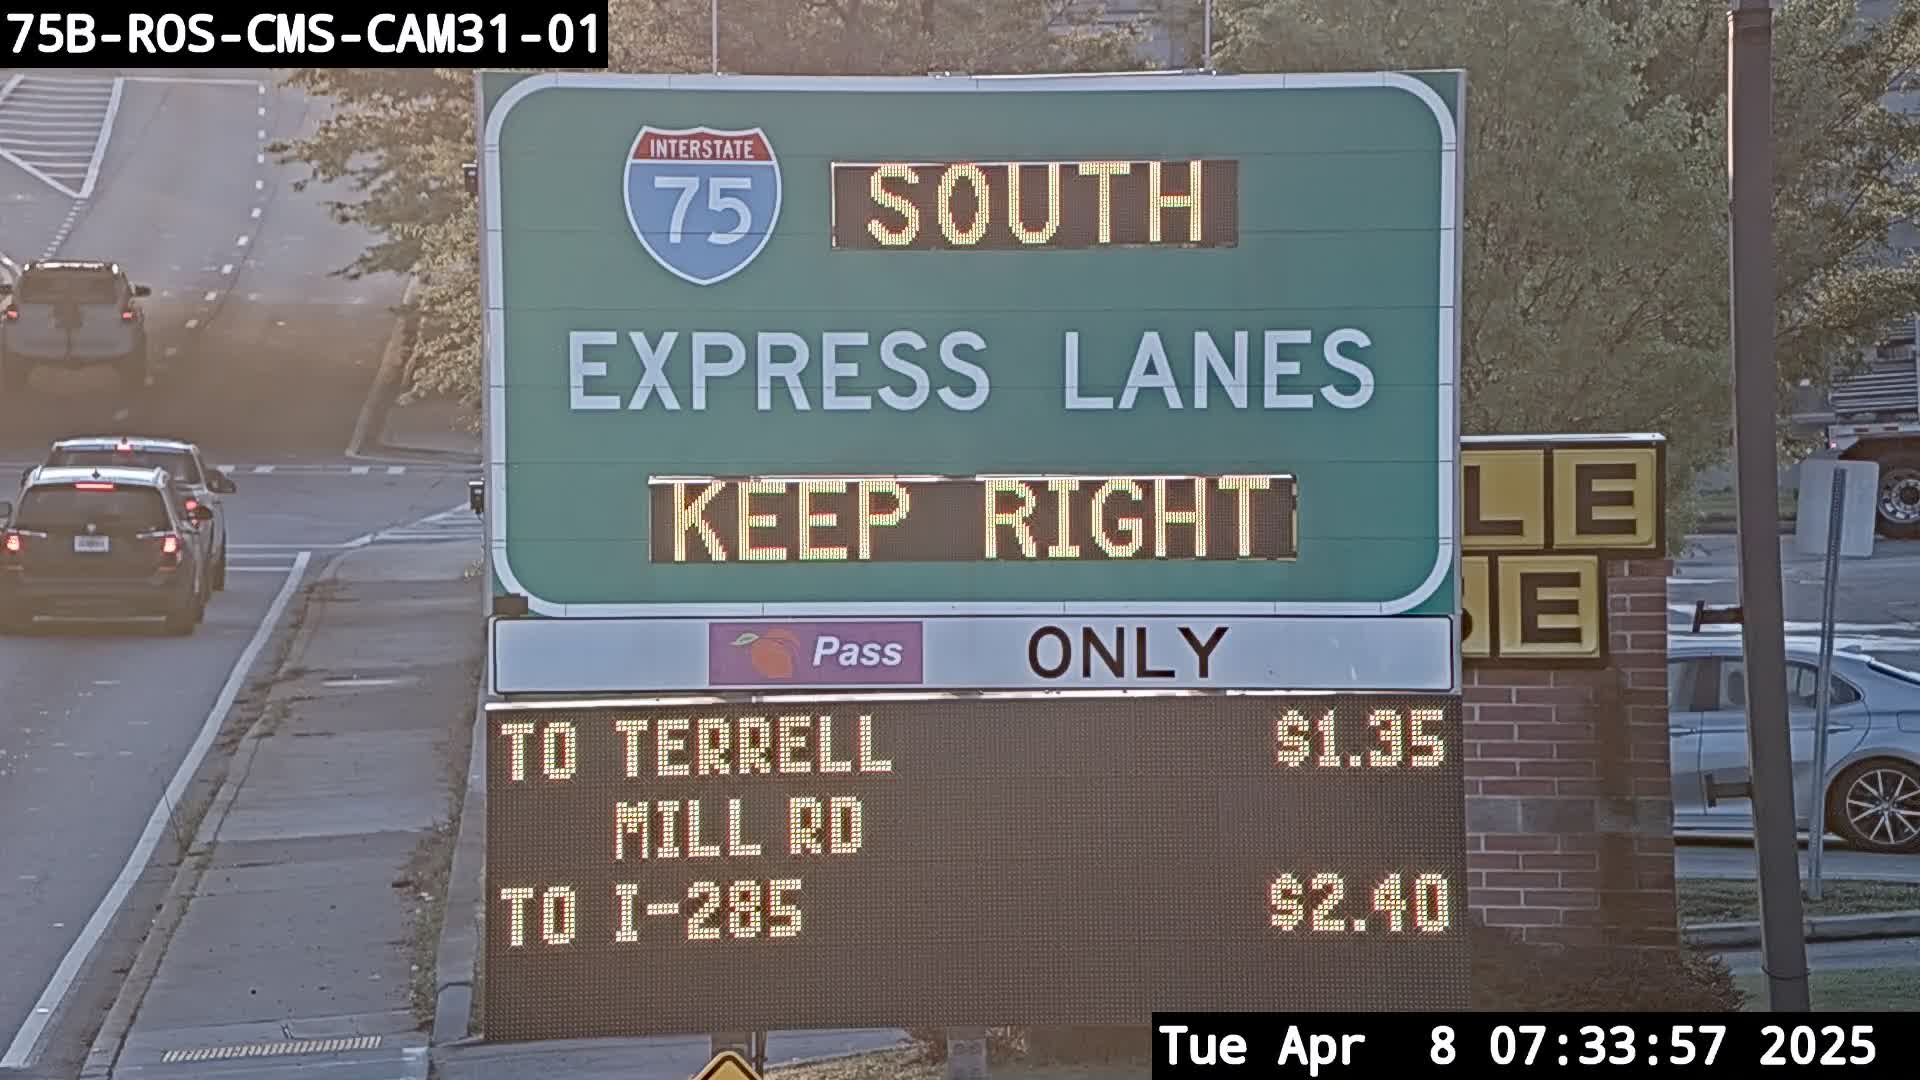 75B-ROS-CMS-CAM31-01
INTERSTATE
75
SOUTH
EXPRESS LANES
KEEP RIGHT
Pass ONLY
TO TERRELL $1.35
MILL RD
TO I-285 $2.40
LE
E
Tue Apr 8 07:33:57 2025